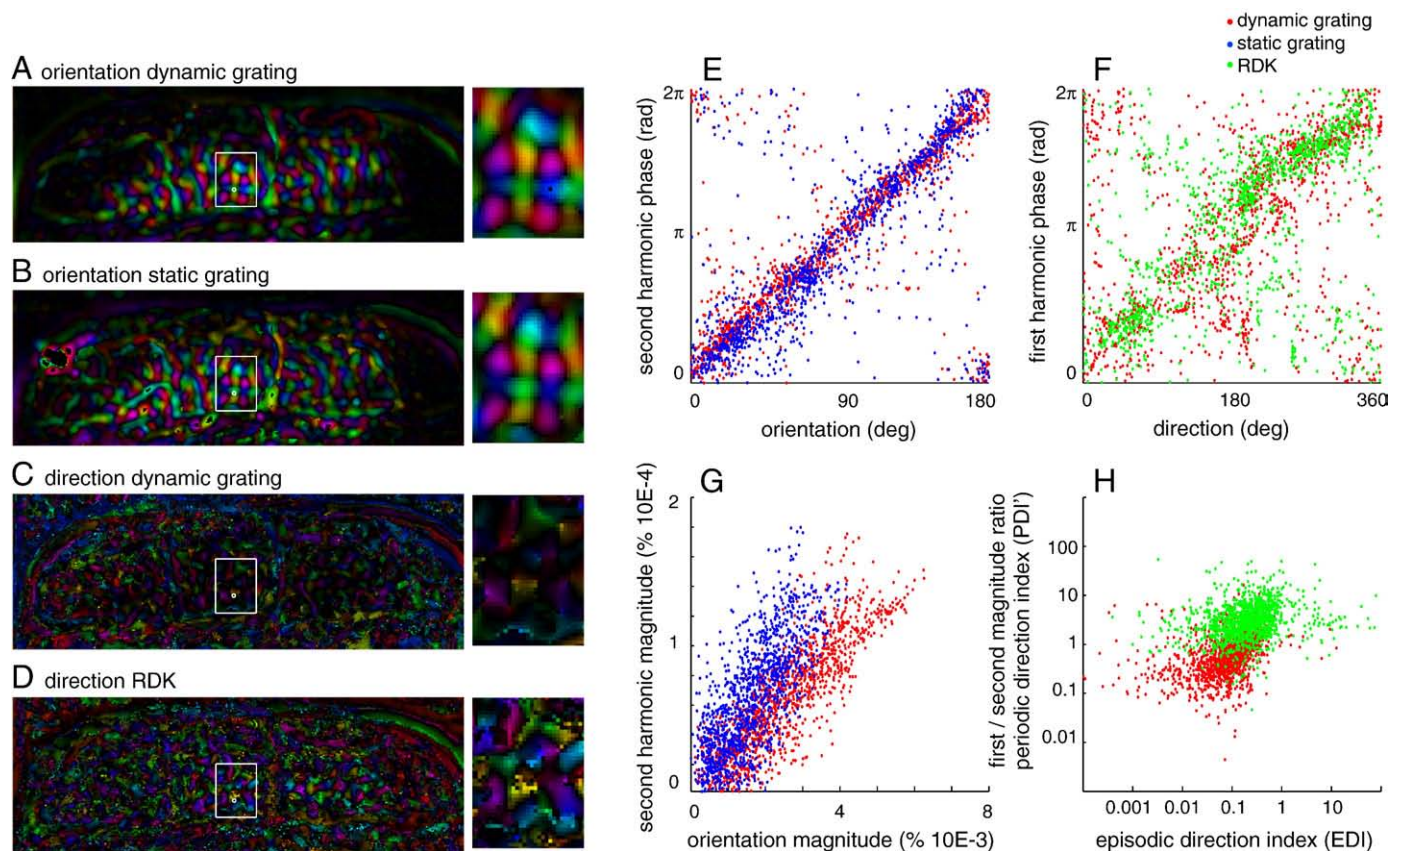 dynamic grating
static grating
RDK
A orientation dynamic grating
B orientation static grating
C direction dynamic grating
D direction RDK
E
second harmonic phase (rad)
2π
π
0
0 90 180
orientation (deg)
F
first harmonic phase (rad)
2π
π
0
0 180 360
direction (deg)
G
second harmonic magnitude (% 10E-4)
2
1
0
0 4 8
orientation magnitude (% 10E-3)
H
first / second magnitude ratio
periodic direction index (PDI')
100
10
1
0.1
0.01
0.001 0.01 0.1 1 10
episodic direction index (EDI)